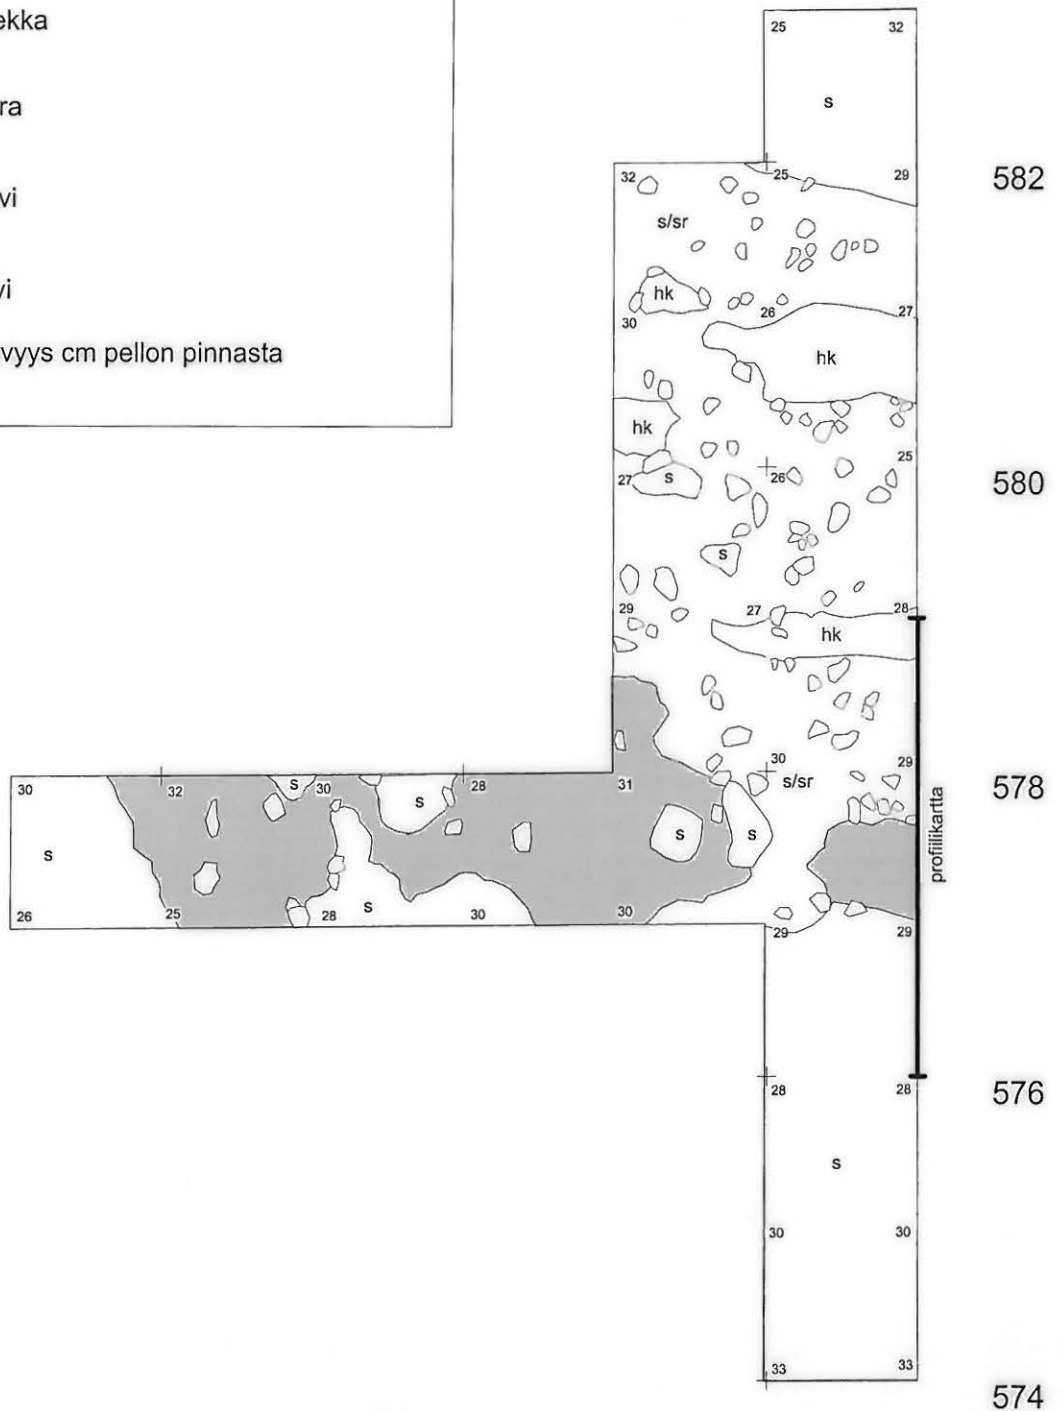 ekka
ra
vi
vi
vyys cm pellon pinnasta
25 32
s
582
32 25 29
s/sr
hk
30 26 27
hk
hk
25
27 s 26
580
s
29 27 28
hk
30
s/sr 29
578
30 32 s 30 s 28 31
s s s
profiilikartta
26 25 28 s 30 30 29 29
576
28 28
s
30 30
33 33
574